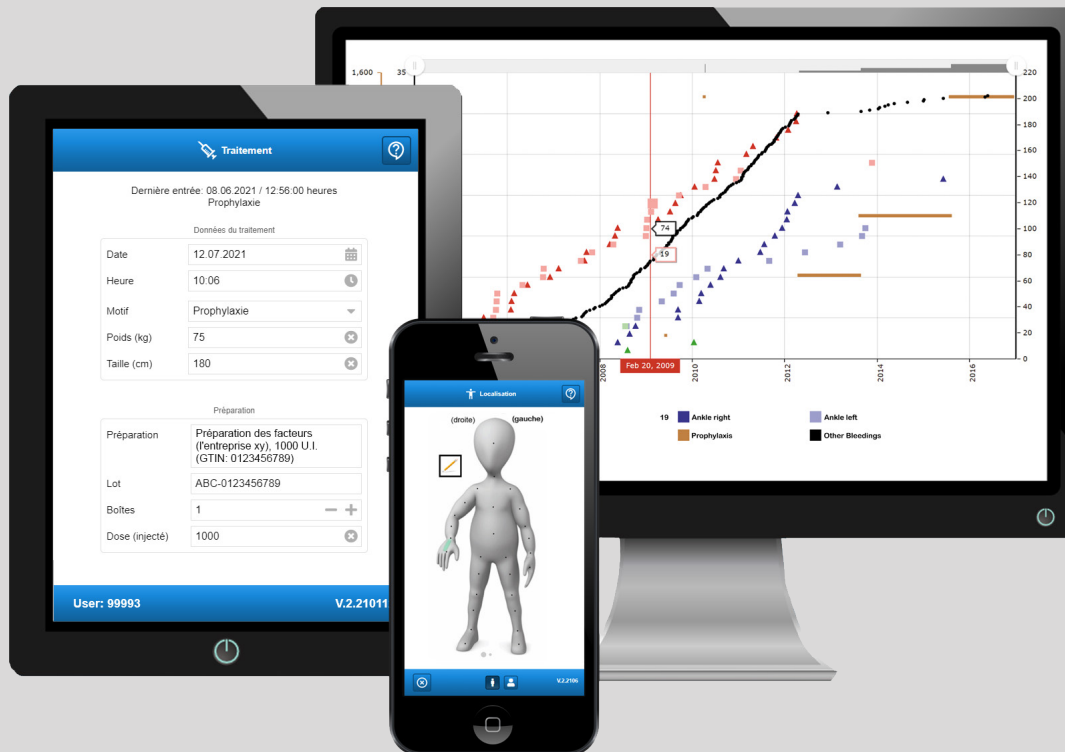 Traitement
Dernière entrée: 08.06.2021 / 12:56:00 heures
Prophylaxie
Données du traitement
Date 12.07.2021
Heure 10:06
Motif Prophylaxie
Poids (kg) 75
Taille (cm) 180
Préparation
Préparation Préparation des facteurs
(l'entreprise xy), 1000 U.I.
(GTIN: 0123456789)
Lot ABC-0123456789
Boîtes 1
Dose (injecté) 1000
User: 99993 V.2.21011
Localisation
(droite) (gauche)
V.2.2106
1,600 35 220
200
180
160
140
120
100
80
60
40
20
0
74
19
Feb 20, 2009
2008 2010 2012 2014 2016
19 Ankle right Ankle left
Prophylaxis Other Bleedings